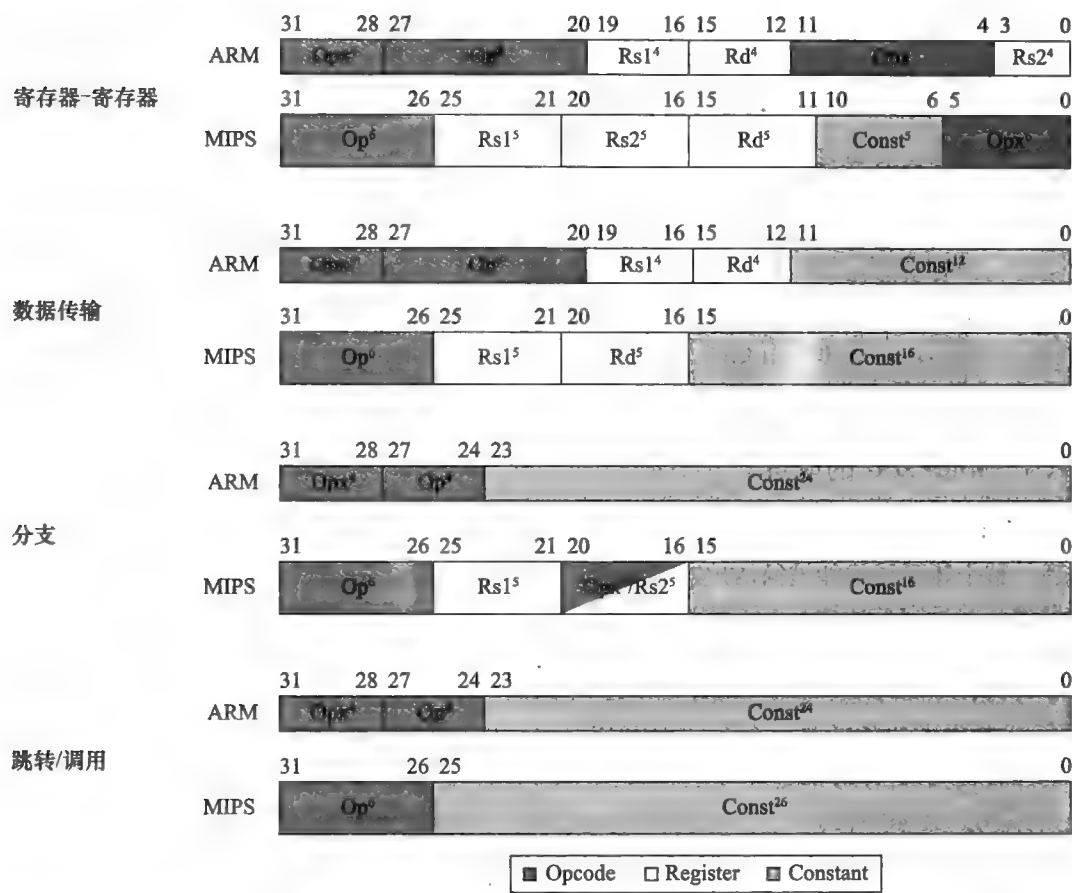 31 28 27 20 19 16 15 12 11 4 3 0
ARM Rs1⁴ Rd⁴ Rs2⁴
寄存器-寄存器
31 26 25 21 20 16 15 11 10 6 5 0
MIPS Op⁶ Rs1⁵ Rs2⁵ Rd⁵ Const⁵ Opx⁶
31 28 27 20 19 16 15 12 11 0
ARM Rs1⁴ Rd⁴ Const¹²
数据传输
31 26 25 21 20 16 15 0
MIPS Op⁶ Rs1⁵ Rd⁵ Const¹⁶
31 28 27 24 23 0
ARM Opx⁴ Op⁴ Const²⁴
分支
31 26 25 21 20 16 15 0
MIPS Op⁶ Rs1⁵ /Rs2⁵ Const¹⁶
31 28 27 24 23 0
ARM Const²⁴
跳转/调用
31 26 25 0
MIPS Op⁶ Const²⁶
Opcode Register Constant